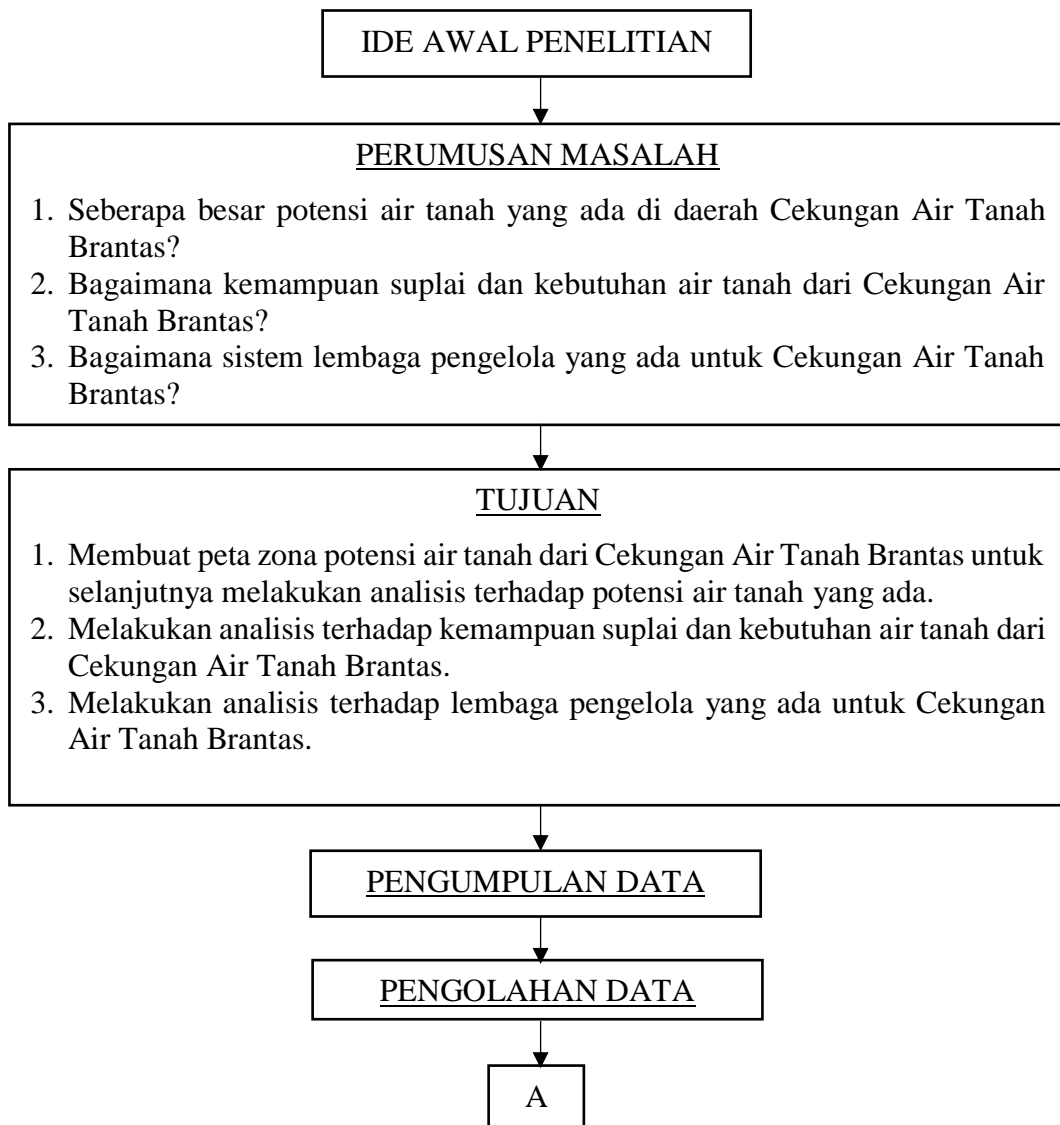 IDE AWAL PENELITIAN
PERUMUSAN MASALAH
1. Seberapa besar potensi air tanah yang ada di daerah Cekungan Air Tanah
Brantas?
2. Bagaimana kemampuan suplai dan kebutuhan air tanah dari Cekungan Air
Tanah Brantas?
3. Bagaimana sistem lembaga pengelola yang ada untuk Cekungan Air Tanah
Brantas?
TUJUAN
1. Membuat peta zona potensi air tanah dari Cekungan Air Tanah Brantas untuk
selanjutnya melakukan analisis terhadap potensi air tanah yang ada.
2. Melakukan analisis terhadap kemampuan suplai dan kebutuhan air tanah dari
Cekungan Air Tanah Brantas.
3. Melakukan analisis terhadap lembaga pengelola yang ada untuk Cekungan
Air Tanah Brantas.
PENGUMPULAN DATA
PENGOLAHAN DATA
A